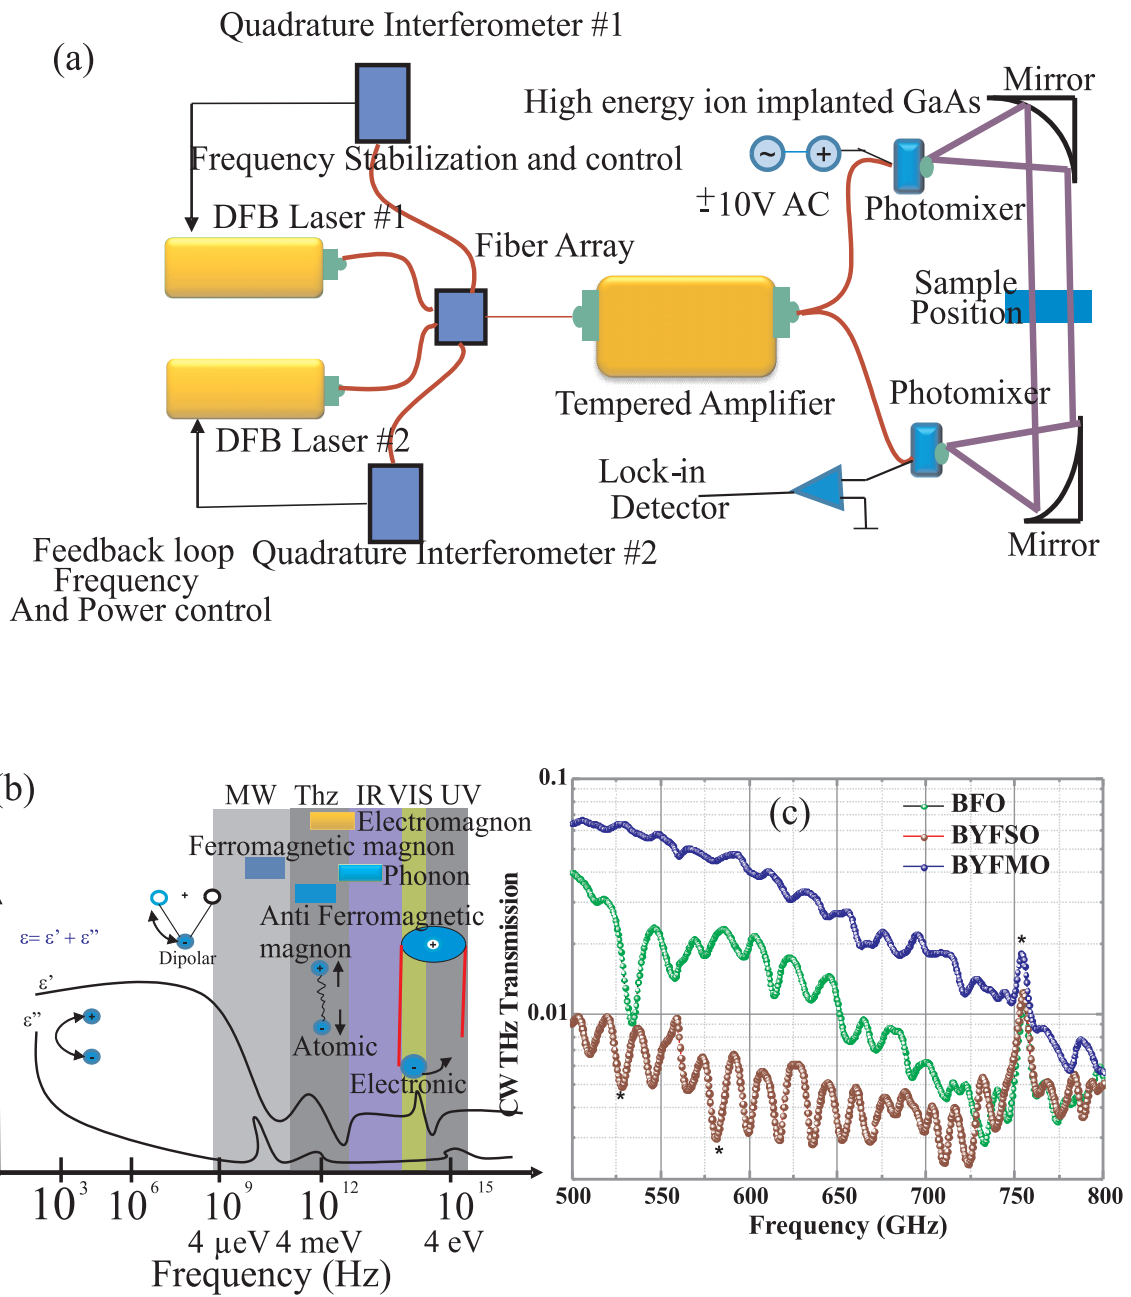 (a)
Quadrature Interferometer #1
Mirror
High energy ion implanted GaAs
Frequency Stabilization and control
~
+
±10V AC
Photomixer
DFB Laser #1
Fiber Array
Sample
Position
Photomixer
Tempered Amplifier
DFB Laser #2
Lock-in
Detector
Mirror
Feedback loop
Frequency
And Power control
Quadrature Interferometer #2
(b)
MW Thz IR VIS UV
Electromagnon
Ferromagnetic magnon
Phonon
Anti Ferromagnetic
magnon
+
-
Dipolar
ε= ε' + ε"
ε'
ε"
+
-
+
-
Atomic
+
-
Electronic
10³ 10⁶ 10⁹ 10¹² 10¹⁵
4 µeV 4 meV 4 eV
Frequency (Hz)
(c)
BFO
BYFSO
BYFMO
0.1
0.01
CW THz Transmission
*
*
*
500 550 600 650 700 750 800
Frequency (GHz)